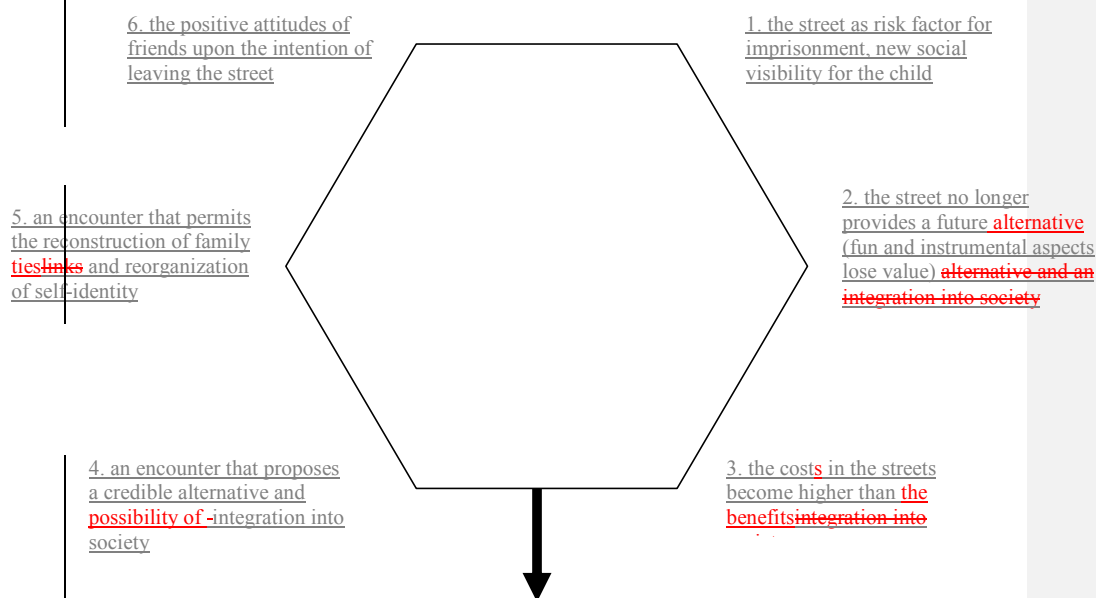 6. the positive attitudes of
friends upon the intention of
leaving the street
1. the street as risk factor for
imprisonment, new social
visibility for the child
2. the street no longer
provides a future alternative
(fun and instrumental aspects
lose value) alternative and an
integration into society
5. an encounter that permits
the reconstruction of family
tieslinks and reorganization
of self-identity
4. an encounter that proposes
a credible alternative and
possibility of -integration into
society
3. the costs in the streets
become higher than the
benefitsintegration into